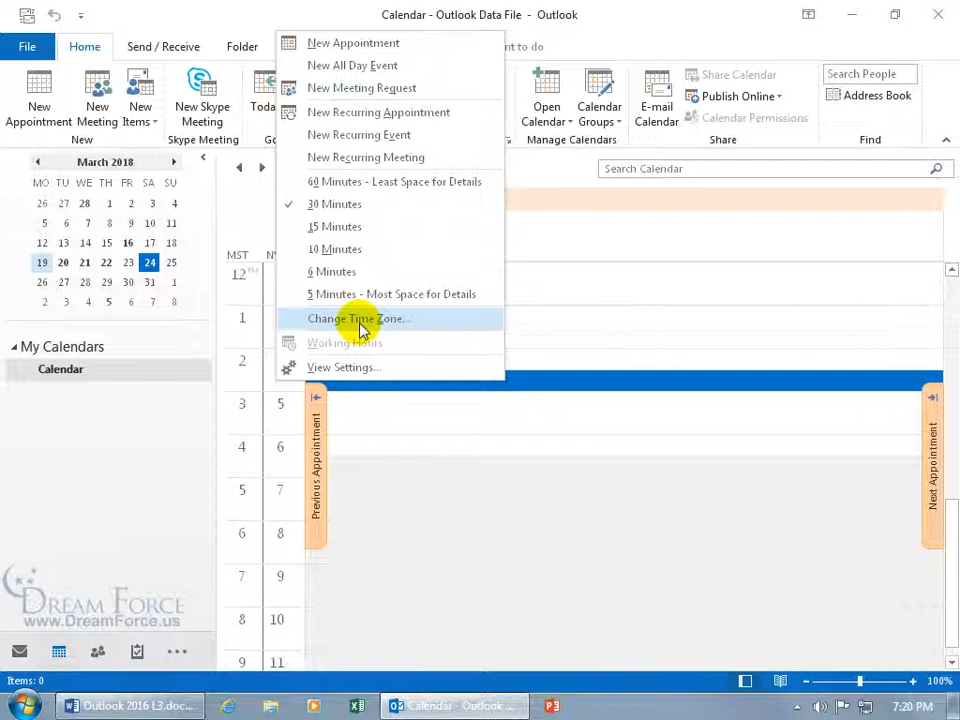 Calendar - Outlook Data File - Outlook
File
Home
Send / Receive
Folder
nt to do
New Appointment
New All Day Event
New Meeting Request
New Recurring Appointment
New Recurring Event
New Recurring Meeting
60 Minutes - Least Space for Details
30 Minutes
15 Minutes
10 Minutes
6 Minutes
5 Minutes - Most Space for Details
Change Time Zone...
Working Hours
View Settings...
New
Appointment
New
Meeting
New
Items
New Skype
Meeting
Toda
Open
Calendar
Calendar
Groups
E-mail
Calendar
Share Calendar
Publish Online
Calendar Permissions
Search People
Address Book
New
Skype Meeting
Go
Manage Calendars
Share
Find
March 2018
MO TU WE TH FR SA SU
26 27 28 1 2 3 4
5 6 7 8 9 10 11
12 13 14 15 16 17 18
19 20 21 22 23 24 25
26 27 28 29 30 31 1
2 3 4 5 6 7 8
Search Calendar
My Calendars
Calendar
MST
12 PM
1
2
3 5
4 6
5 7
6 8
7 9
8 10
9 11
Previous Appointment
Next Appointment
DREAM FORCE
www.DreamForce.us
Items: 0
100%
Outlook 2016 L3.doc...
Calendar - Outlook ...
7:20 PM